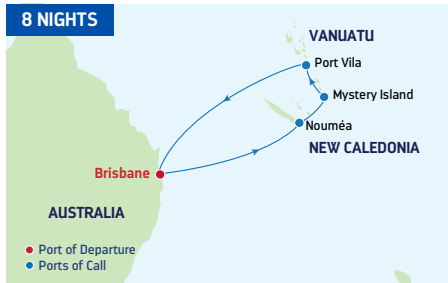 8 NIGHTS
VANUATU
Port Vila
Mystery Island
Nouméa
NEW CALEDONIA
Brisbane
AUSTRALIA
Port of Departure
Ports of Call